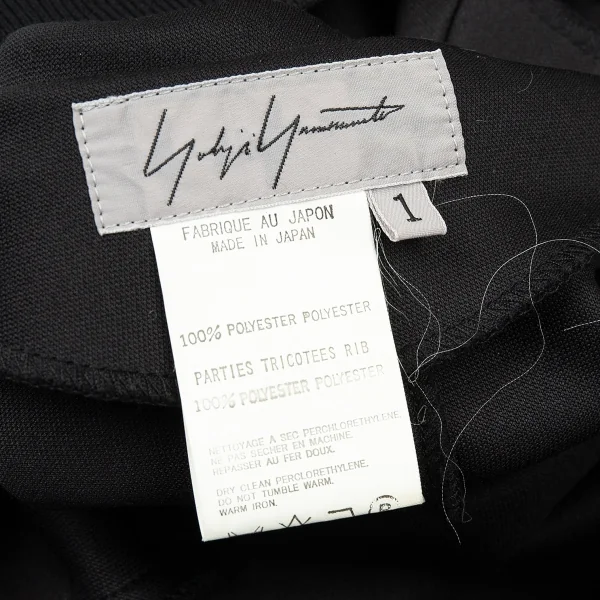 Yohji Yamamoto
1
FABRIQUE AU JAPON
MADE IN JAPAN
100% POLYESTER POLYESTER
PARTIES TRICOTEES RIB
100% POLYESTER POLYESTER
NETTOYAGE A SEC PERCHLORETHYLENE.
NE PAS SECHER EN MACHINE.
REPASSER AU FER DOUX.
DRY CLEAN PERCLORETHYLENE.
DO NOT TUMBLE WARM.
WARM IRON.
P